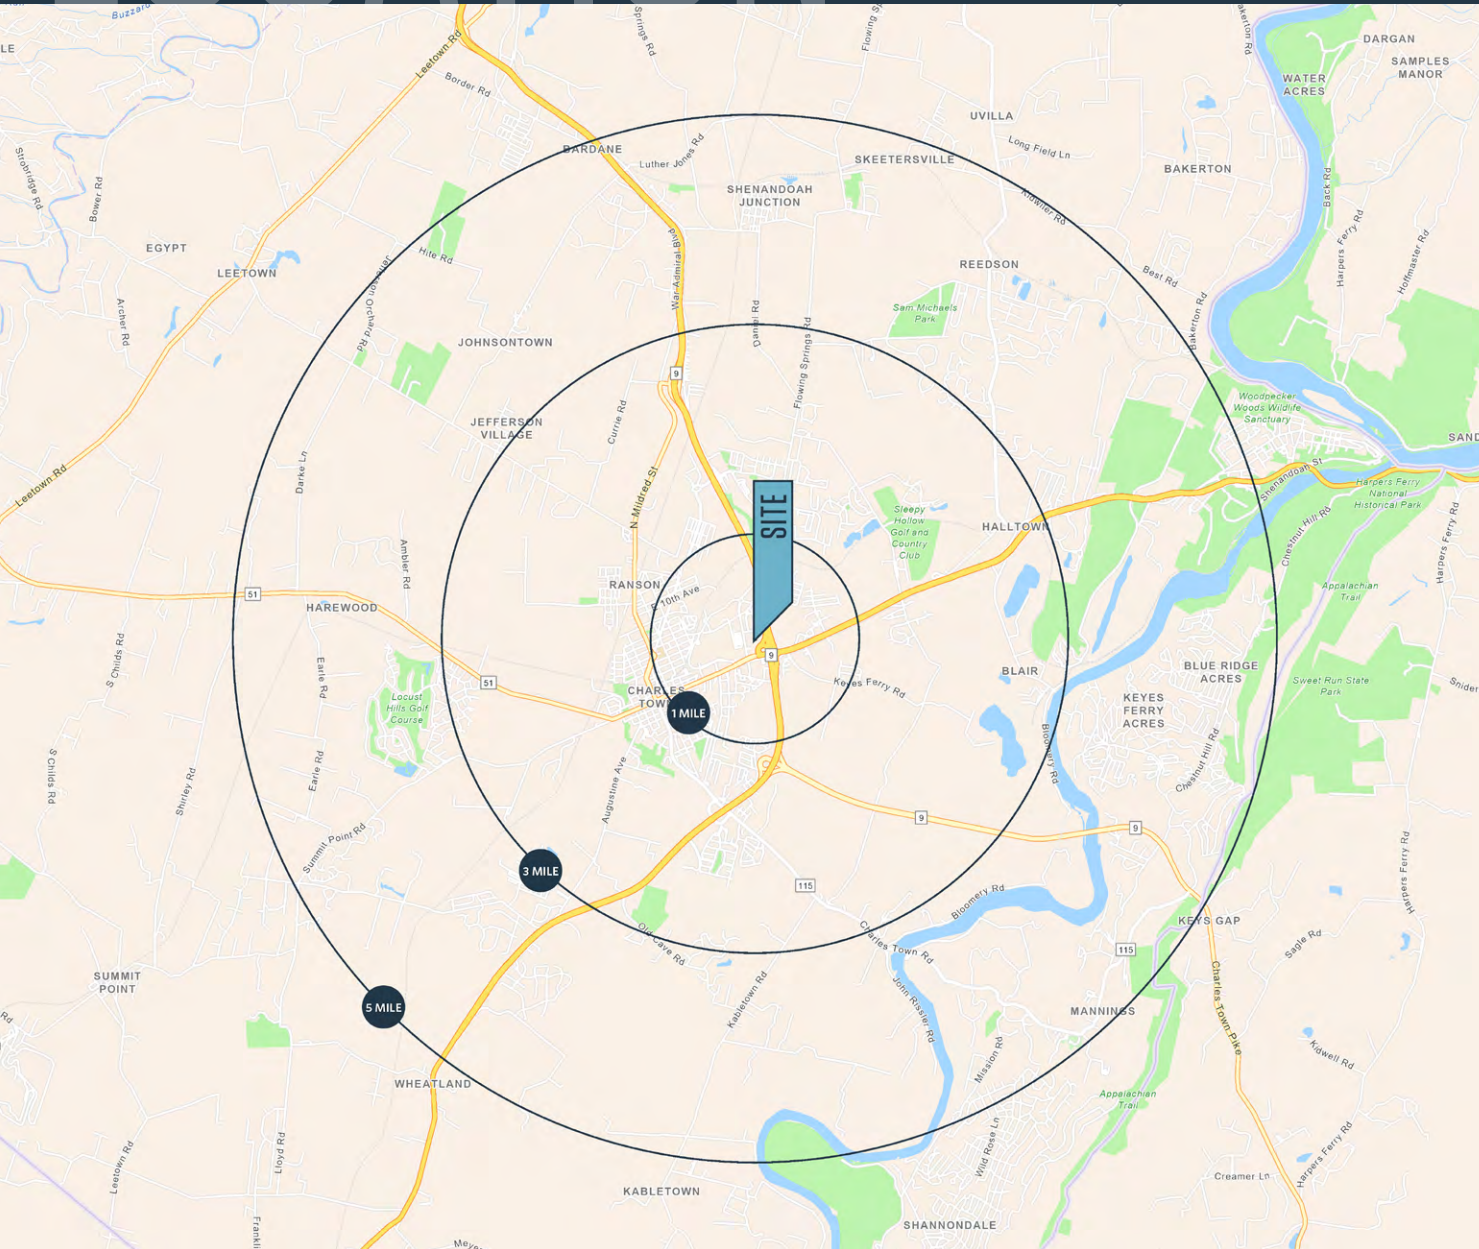 Buzzard
Leetown Rd
Springs Rd
Flowing Sp
akerton Rd
DARGAN
SAMPLES
MANOR
LE
Border Rd
WATER
ACRES
UVILLA
Long Field Ln
BARDANE
Luther Jones Rd
SKEETERSVILLE
BAKERTON
Strobridge Rd
Bower Rd
SHENANDOAH
JUNCTION
Kidwiler Rd
Back Rd
EGYPT
Hite Rd
War Admiral Blvd
Harpers Ferry Rd
Hoffmaster Rd
LEETOWN
Jamison Orchard Rd
REEDSON
Best Rd
Archer Rd
Daniel Rd
Sam Michaels
Park
Bakerton Rd
JOHNSONTOWN
Flowing Springs Rd
9
Currie Rd
JEFFERSON
VILLAGE
Woodpecker
Woods Wildlife
Sanctuary
SAND
Leetown Rd
Darke Ln
N Mildred St
SITE
Sleepy
Hollow
Golf and
Country
Club
HALLTOWN
Shenandoah St
Harpers Ferry
National
Historical Park
Chestnut Hill Rd
Harpers Ferry Rd
Ambler Rd
RANSON
E 10th Ave
Appalachian
Trail
51
HAREWOOD
S Childs Rd
Earle Rd
9
51
CHARLES
TOWN
1 MILE
Keyes Ferry Rd
BLAIR
BLUE RIDGE
ACRES
Sweet Run State
Park
Snider
Locust
Hills Golf
Course
KEYES
FERRY
ACRES
Bloomery Rd
Chestnut Hill Rd
S Childs Rd
Shirley Rd
Earle Rd
Augustine Ave
9
9
Summit Point Rd
3 MILE
115
Harpers Ferry Rd
Bloomery Rd
KEYS GAP
Old Cave Rd
Charles Town Rd
115
Sagle Rd
SUMMIT
POINT
Kabletown Rd
John Rissler Rd
Charles Town Pike
5 MILE
MANNINGS
Rd
Mission Rd
Kidwell Rd
WHEATLAND
Appalachian
Trail
Leetown Rd
Lloyd Rd
Wild Rose Ln
Harpers Ferry Rd
Creamer Ln
KABLETOWN
SHANNONDALE
Frankli
Meye